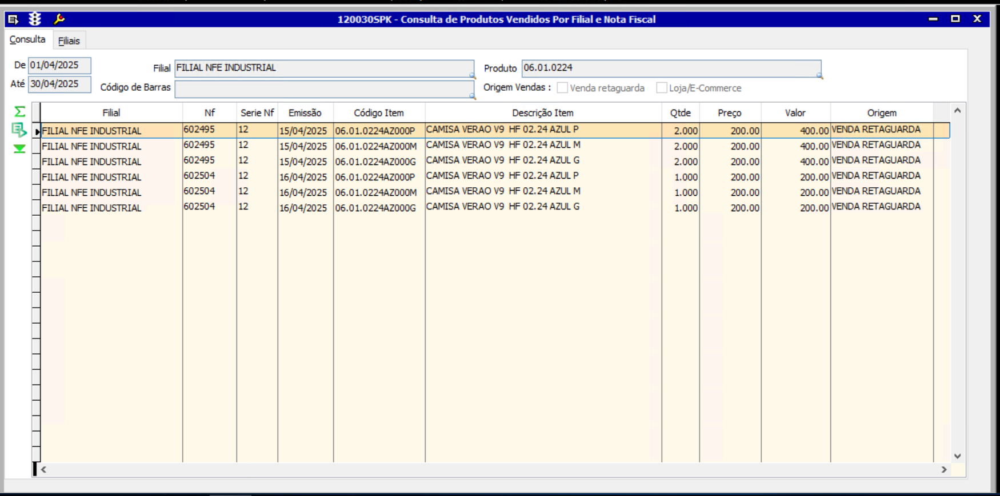 120030SPK - Consulta de Produtos Vendidos Por Filial e Nota Fiscal
Consulta Filiais
De 01/04/2025 Filial FILIAL NFE INDUSTRIAL Produto 06.01.0224
Até 30/04/2025 Código de Barras Origem Vendas : Venda retaguarda Loja/E-Commerce
Filial Nf Serie Nf Emissão Código Item Descrição Item Qtde Preço Valor Origem
FILIAL NFE INDUSTRIAL 602495 12 15/04/2025 06.01.0224AZ000P CAMISA VERAO V9 HF 02.24 AZUL P 2.000 200.00 400.00 VENDA RETAGUARDA
FILIAL NFE INDUSTRIAL 602495 12 15/04/2025 06.01.0224AZ000M CAMISA VERAO V9 HF 02.24 AZUL M 2.000 200.00 400.00 VENDA RETAGUARDA
FILIAL NFE INDUSTRIAL 602495 12 15/04/2025 06.01.0224AZ000G CAMISA VERAO V9 HF 02.24 AZUL G 2.000 200.00 400.00 VENDA RETAGUARDA
FILIAL NFE INDUSTRIAL 602504 12 16/04/2025 06.01.0224AZ000P CAMISA VERAO V9 HF 02.24 AZUL P 1.000 200.00 200.00 VENDA RETAGUARDA
FILIAL NFE INDUSTRIAL 602504 12 16/04/2025 06.01.0224AZ000M CAMISA VERAO V9 HF 02.24 AZUL M 1.000 200.00 200.00 VENDA RETAGUARDA
FILIAL NFE INDUSTRIAL 602504 12 16/04/2025 06.01.0224AZ000G CAMISA VERAO V9 HF 02.24 AZUL G 1.000 200.00 200.00 VENDA RETAGUARDA